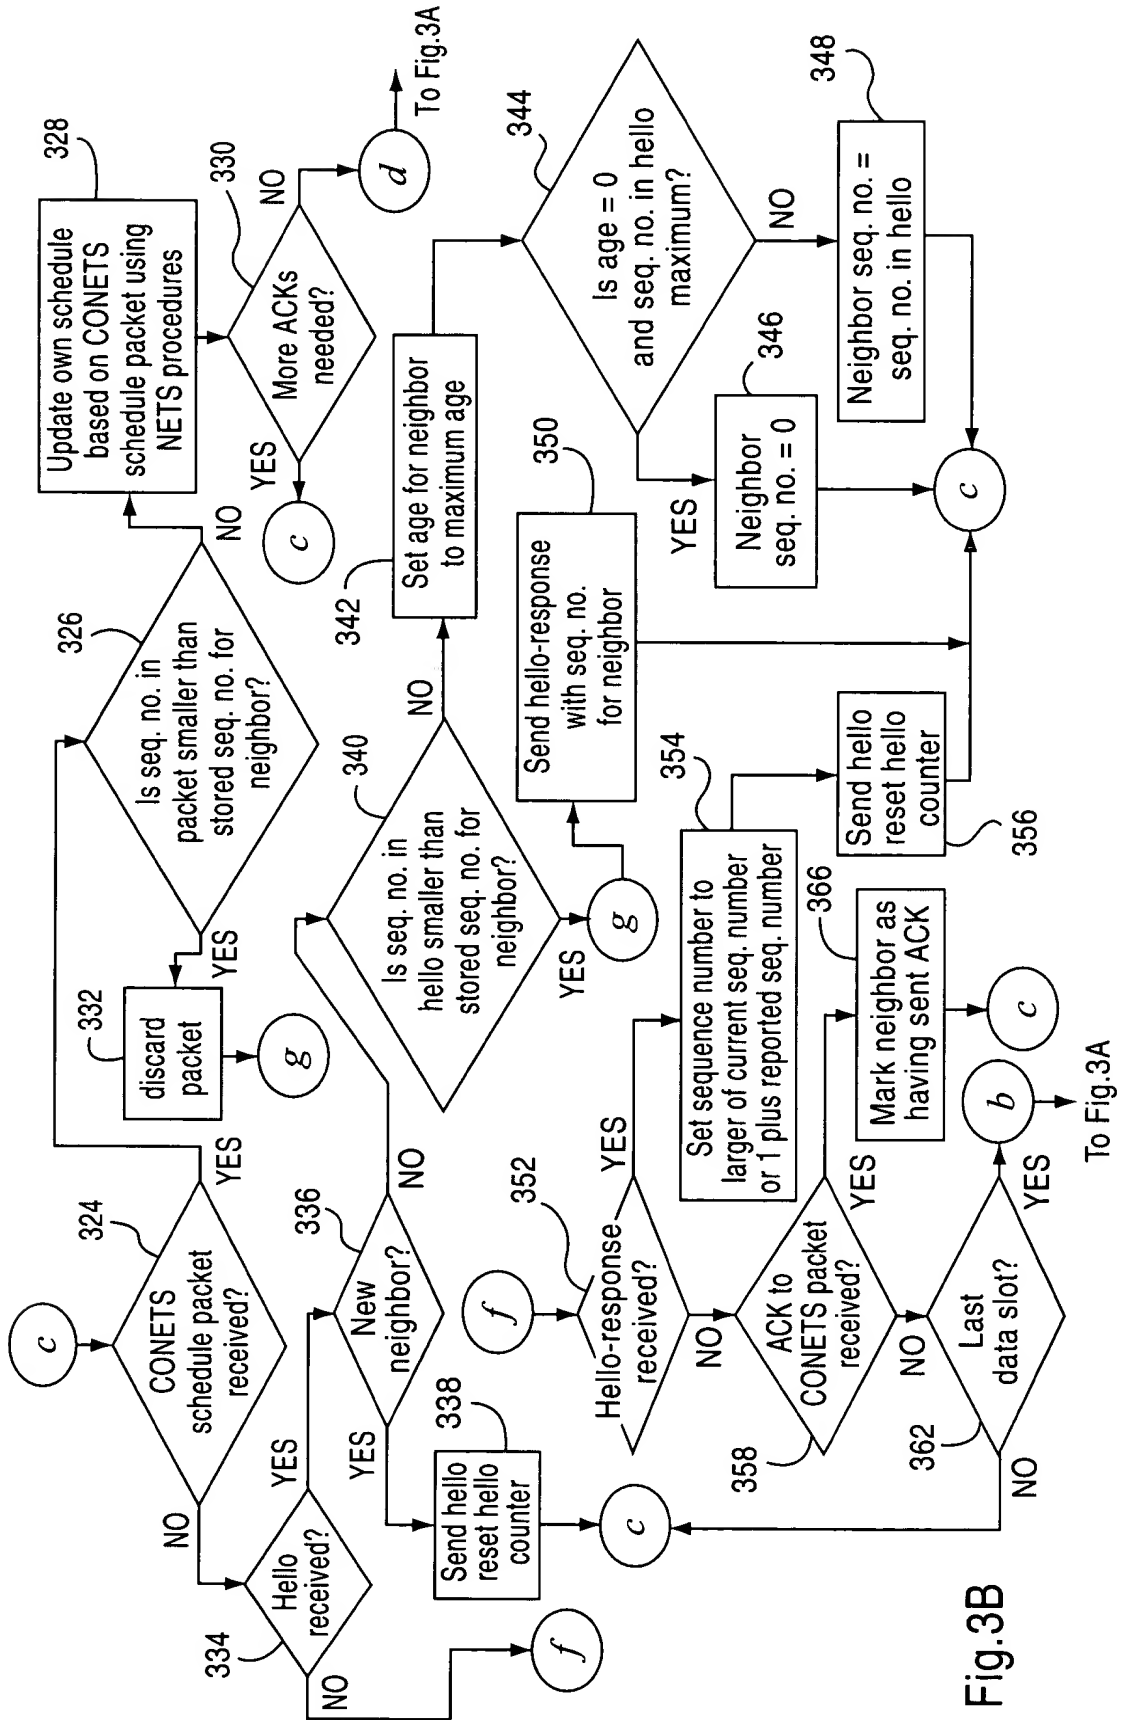 c
324
CONETS
schedule packet
received?
YES
NO
326
Is seq. no. in
packet smaller than
stored seq. no. for
neighbor?
YES
NO
332
discard
packet
g
328
Update own schedule
based on CONETS
schedule packet using
NETS procedures
330
More ACKs
needed?
YES
c
NO
d
To Fig.3A
334
Hello
received?
YES
NO
f
336
New
neighbor?
YES
NO
338
Send hello
reset hello
counter
c
340
Is seq. no. in
hello smaller than
stored seq. no. for
neighbor?
YES
g
NO
342
Set age for neighbor
to maximum age
344
Is age = 0
and seq. no. in hello
maximum?
YES
NO
346
Neighbor
seq. no. = 0
348
Neighbor seq. no. =
seq. no. in hello
c
350
Send hello-response
with seq. no.
for neighbor
f
352
Hello-response
received?
YES
NO
354
Set sequence number to
larger of current seq. number
or 1 plus reported seq. number
356
Send hello
reset hello
counter
358
ACK to
CONETS packet
received?
YES
NO
366
Mark neighbor as
having sent ACK
c
362
Last
data slot?
YES
NO
b
To Fig.3A
Fig.3B